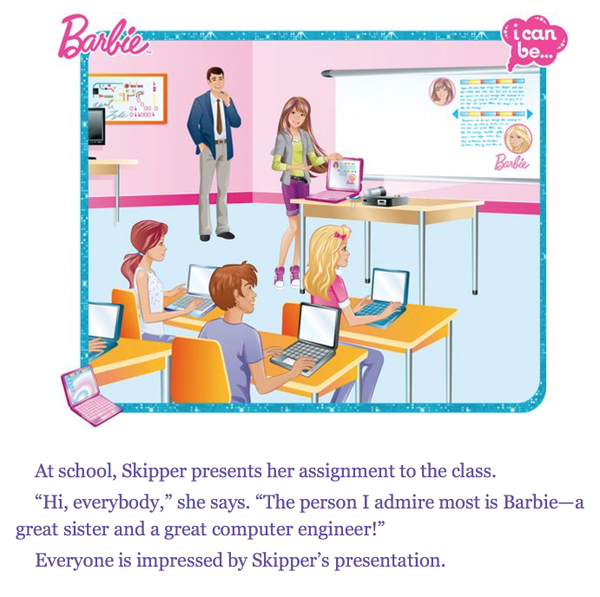 Barbie
i can
be...
Barbie
At school, Skipper presents her assignment to the class.
“Hi, everybody,” she says. “The person I admire most is Barbie—a
great sister and a great computer engineer!”
Everyone is impressed by Skipper’s presentation.